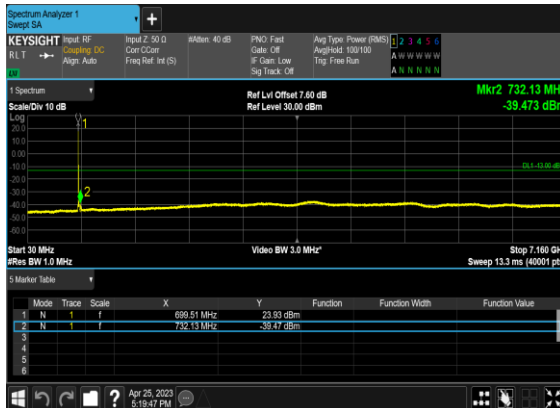 Spectrum Analyzer 1
Swept SA
+
KEYSIGHT Input: RF Input Z: 50 Ω #Atten: 40 dB PNO: Fast Avg Type: Power (RMS) 1 2 3 4 5 6
RLT Coupling: DC Corr CCorr Gate: Off Avg|Hold: 100/100 A W W W W W
Align: Auto Freq Ref: Int (S) IF Gain: Low Trig: Free Run
Sig Track: Off A N N N N N
1 Spectrum
Scale/Div 10 dB Ref Lvl Offset 7.60 dB Mkr2 732.13 MH
Ref Level 30.00 dBm -39.473 dB
Log
20.0
10.0
0.00
-10.0
-20.0
-30.0
-40.0
-50.0
-60.0
1
2
DL1 -13.00 dB
Start 30 MHz Video BW 3.0 MHz* Stop 7.160 G
#Res BW 1.0 MHz Sweep 13.3 ms (40001 pt
5 Marker Table
Mode Trace Scale X Y Function Function Width Function Value
1 N 1 f 699.51 MHz 23.93 dBm
2 N 1 f 732.13 MHz -39.47 dBm
3
4
5
6
? Apr 25, 2023
5:19:47 PM